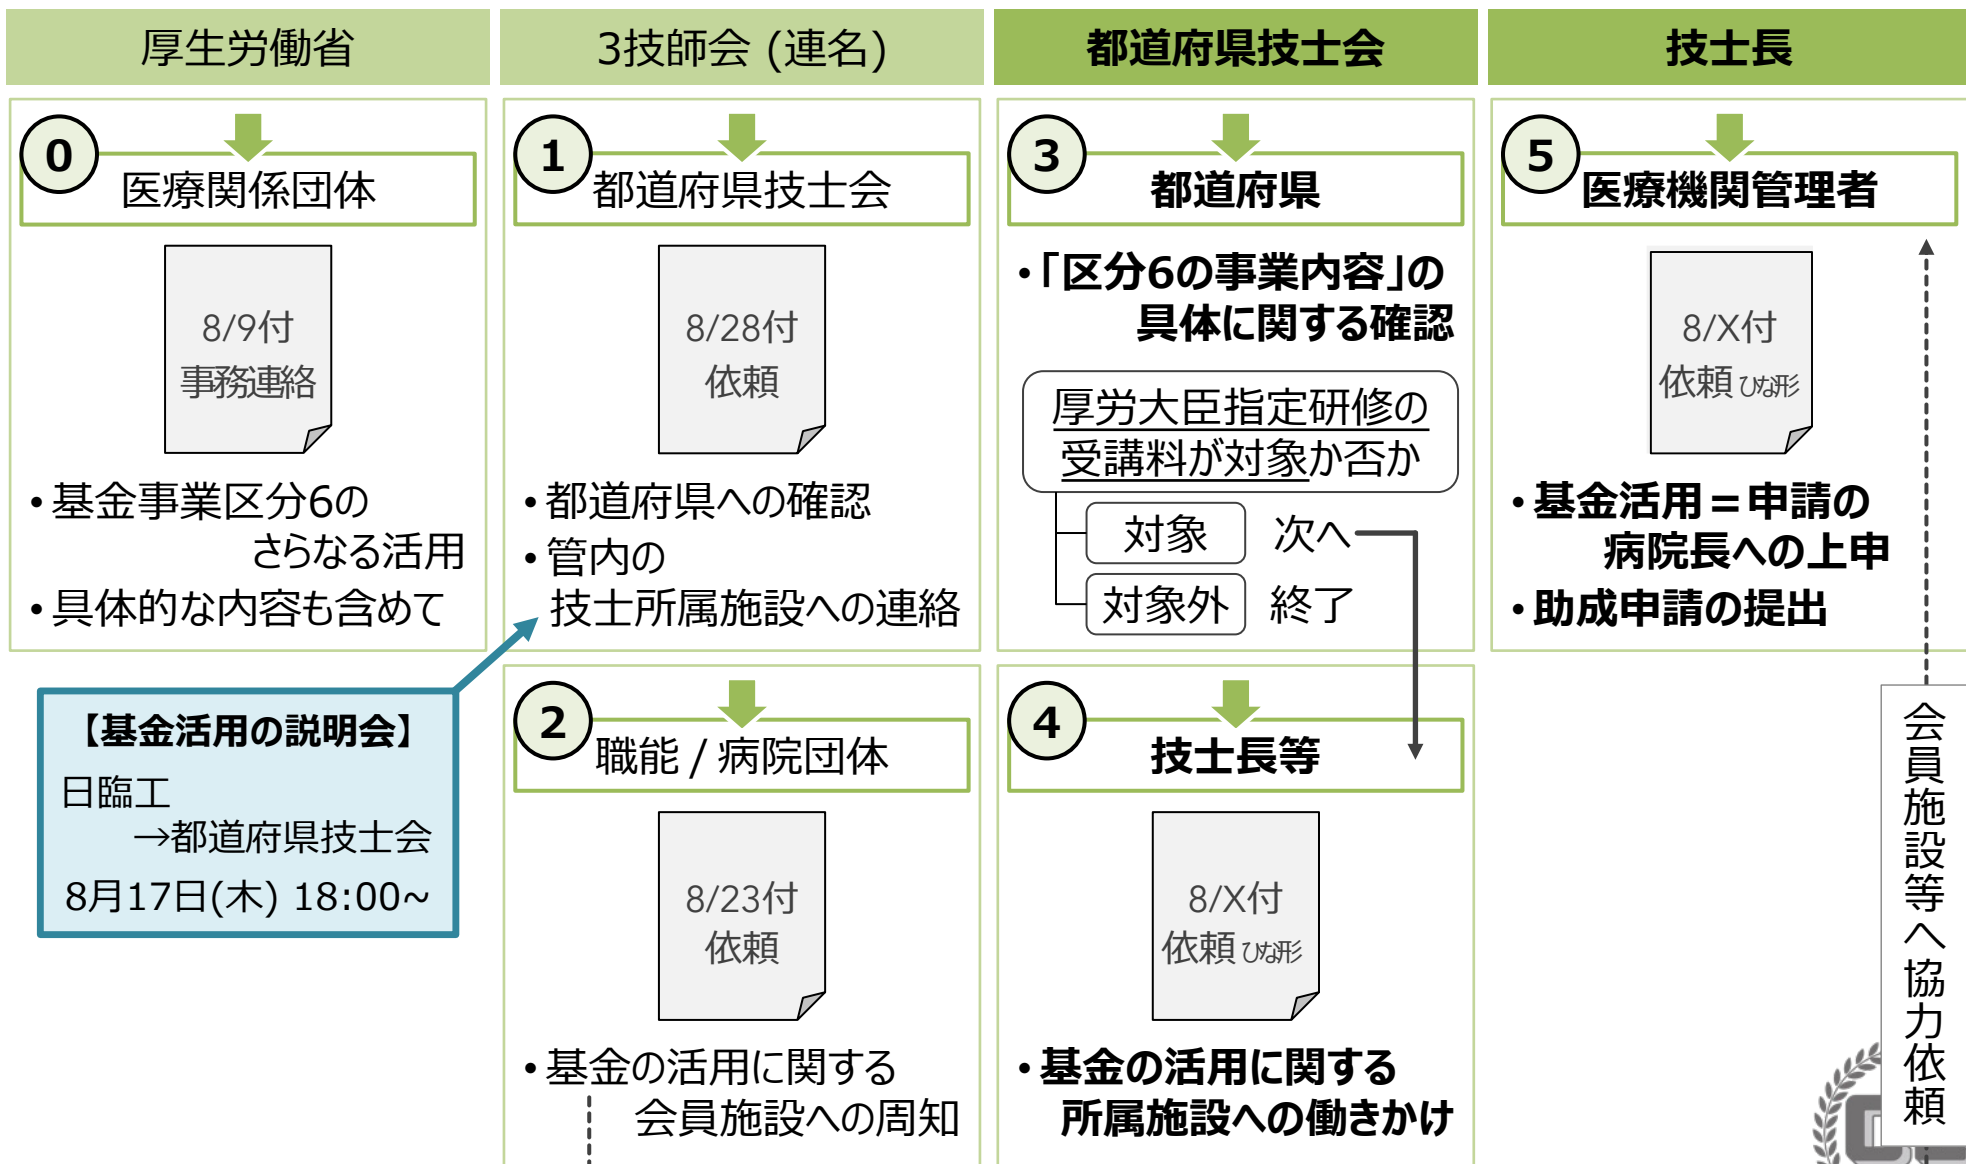 厚生労働省
3技師会 (連名)
都道府県技士会
技士長
0
医療関係団体
8/9付
事務連絡
• 基金事業区分6の
さらなる活用
• 具体的な内容も含めて
【基金活用の説明会】
日臨工
→都道府県技士会
8月17日(木) 18:00~
1
都道府県技士会
8/28付
依頼
• 都道府県への確認
• 管内の
技士所属施設への連絡
2
職能 / 病院団体
8/23付
依頼
• 基金の活用に関する
会員施設への周知
3
都道府県
• 「区分6の事業内容」の
具体に関する確認
厚労大臣指定研修の
受講料が対象か否か
対象 次へ
対象外 終了
4
技士長等
8/X付
依頼 ひな形
• 基金の活用に関する
所属施設への働きかけ
5
医療機関管理者
8/X付
依頼 ひな形
• 基金活用＝申請の
病院長への上申
• 助成申請の提出
会員施設等へ協力依頼